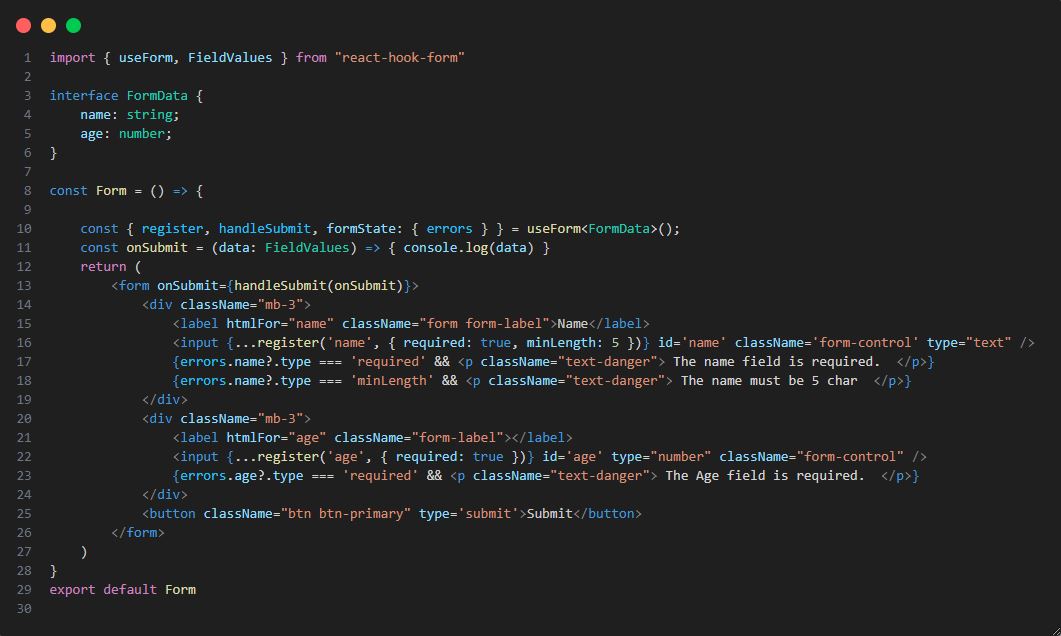 1 import { useForm, FieldValues } from "react-hook-form"
2
3 interface FormData {
4     name: string;
5     age: number;
6 }
7
8 const Form = () => {
9
10     const { register, handleSubmit, formState: { errors } } = useForm<FormData>();
11     const onSubmit = (data: FieldValues) => { console.log(data) }
12     return (
13         <form onSubmit={handleSubmit(onSubmit)}>
14             <div className="mb-3">
15                 <label htmlFor="name" className="form form-label">Name</label>
16                 <input {...register('name', { required: true, minLength: 5 })} id='name' className='form-control' type="text" />
17                 {errors.name?.type === 'required' && <p className="text-danger"> The name field is required.  </p>}
18                 {errors.name?.type === 'minLength' && <p className="text-danger"> The name must be 5 char  </p>}
19             </div>
20             <div className="mb-3">
21                 <label htmlFor="age" className="form-label"></label>
22                 <input {...register('age', { required: true })} id='age' type="number" className="form-control" />
23                 {errors.age?.type === 'required' && <p className="text-danger"> The Age field is required.  </p>}
24             </div>
25             <button className="btn btn-primary" type='submit'>Submit</button>
26         </form>
27     )
28 }
29 export default Form
30